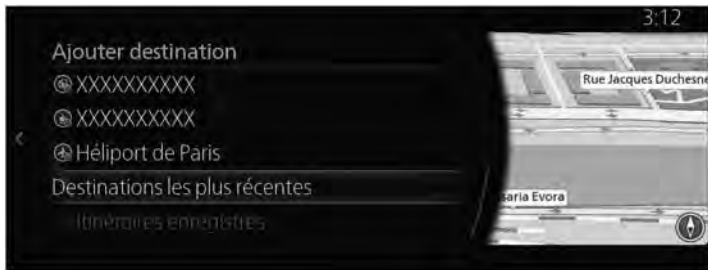 3:12
Ajouter destination
XXXXXXXXXX
XXXXXXXXXX
Héliport de Paris
Destinations les plus récentes
Itinéraires enregistrés
Rue Jacques Duchesne
saria Evora